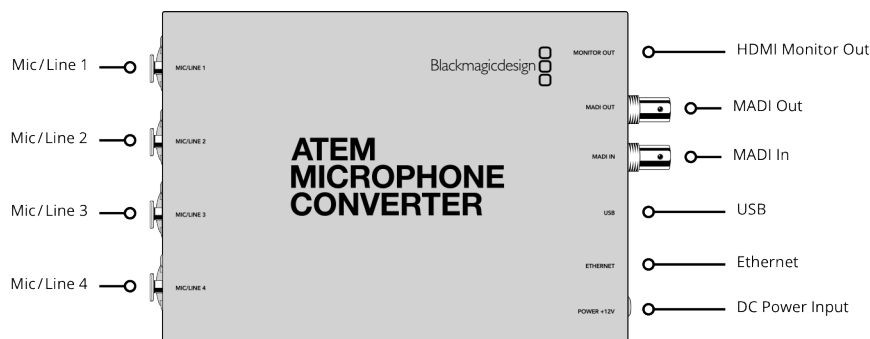 Mic/Line 1
Mic/Line 2
Mic/Line 3
Mic/Line 4
MIC/LINE 1
MIC/LINE 2
MIC/LINE 3
MIC/LINE 4
Blackmagicdesign
ATEM
MICROPHONE
CONVERTER
MONITOR OUT
MADI OUT
MADI IN
USB
ETHERNET
POWER +12V
HDMI Monitor Out
MADI Out
MADI In
USB
Ethernet
DC Power Input